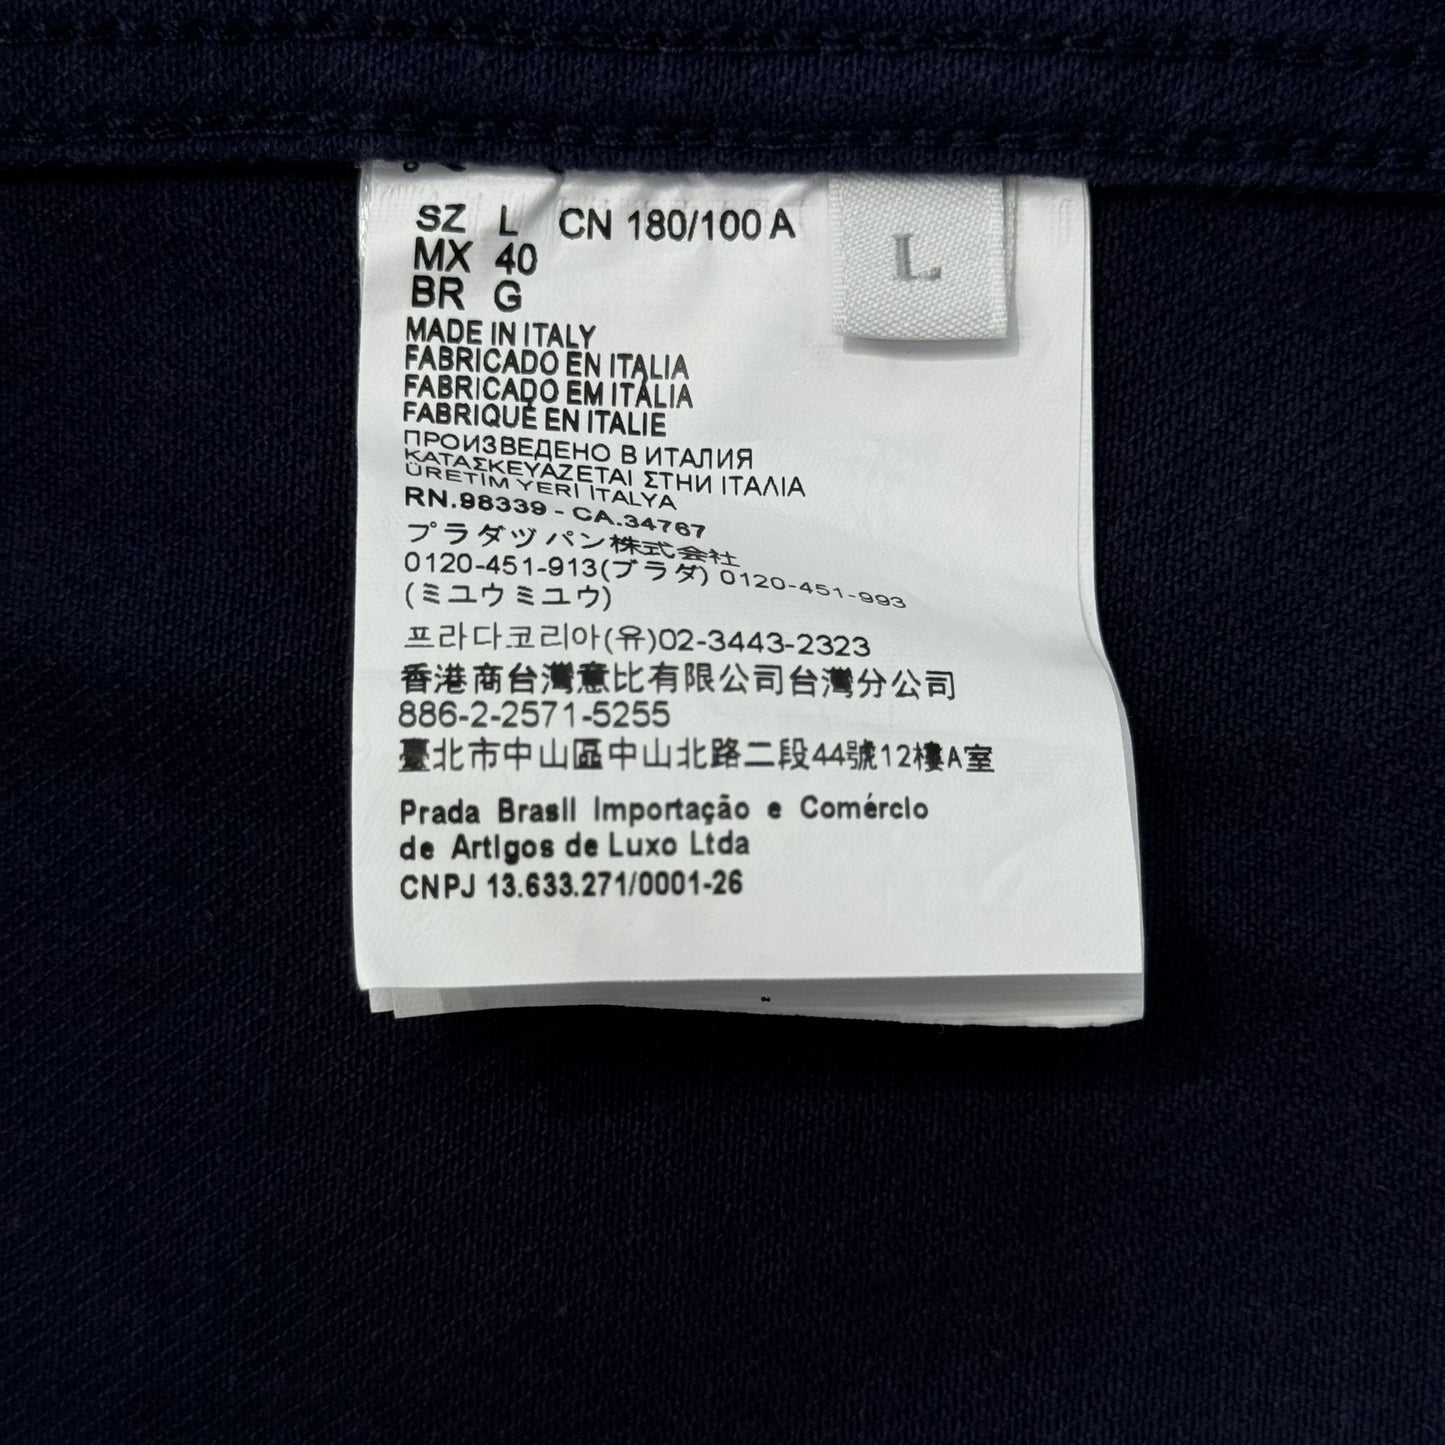 SZ L CN 180/100 A
L
MX 40
BR G
MADE IN ITALY
FABRICADO EN ITALIA
FABRICADO EM ITÁLIA
FABRIQUÉ EN ITALIE
ПРОИЗВЕДЕНО В ИТАЛИЯ
ΚΑΤΑΣΚΕΥΑΖΕΤΑΙ ΣΤΗΝ ΙΤΑΛΙΑ
ÜRETİM YERİ İTALYA
RN.98339 - CA.34767
プラダジャパン株式会社
0120-451-913(プラダ) 0120-451-993
(ミユウミユウ)
프라다코리아(유)02-3443-2323
香港商台灣意比有限公司台灣分公司
886-2-2571-5255
臺北市中山區中山北路二段44號12樓A室
Prada Brasil Importação e Comércio
de Artigos de Luxo Ltda
CNPJ 13.633.271/0001-26